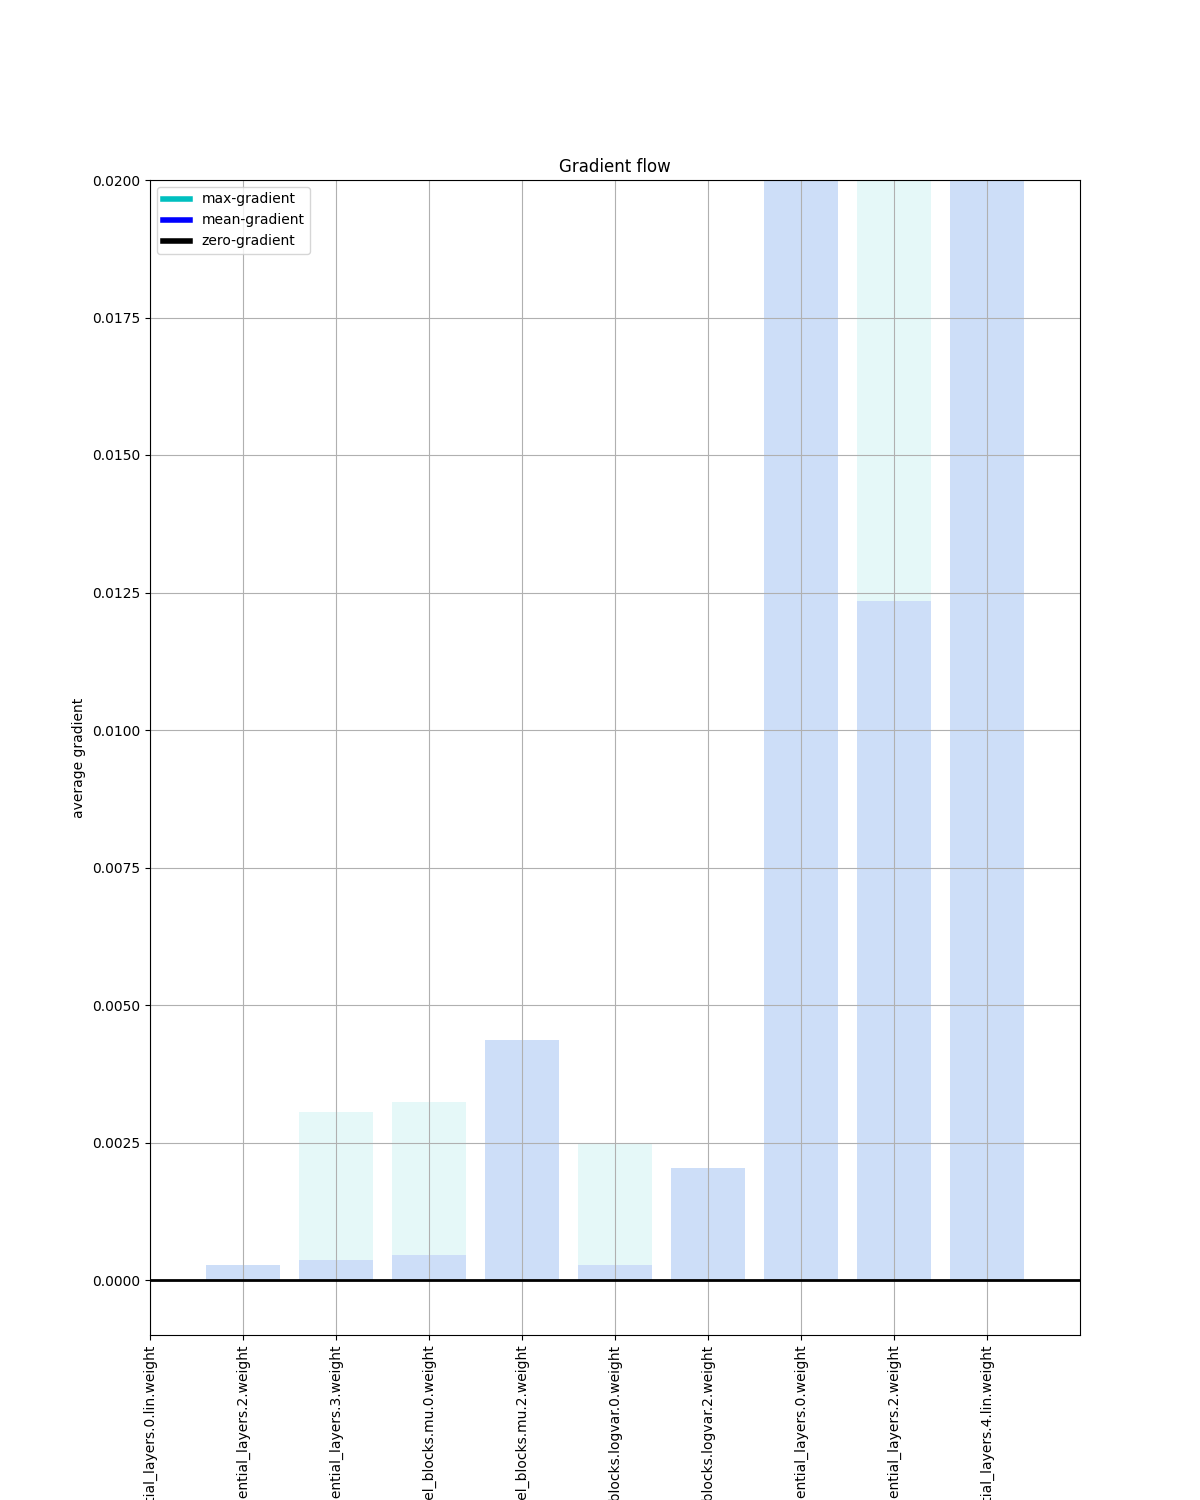 Gradient flow
max-gradient
mean-gradient
zero-gradient
0.0200
0.0175
0.0150
0.0125
0.0100
0.0075
0.0050
0.0025
0.0000
average gradient
tial_layers.0.lin.weight
ential_layers.2.weight
ential_layers.3.weight
el_blocks.mu.0.weight
el_blocks.mu.2.weight
blocks.logvar.0.weight
blocks.logvar.2.weight
ential_layers.0.weight
ential_layers.2.weight
tial_layers.4.lin.weight